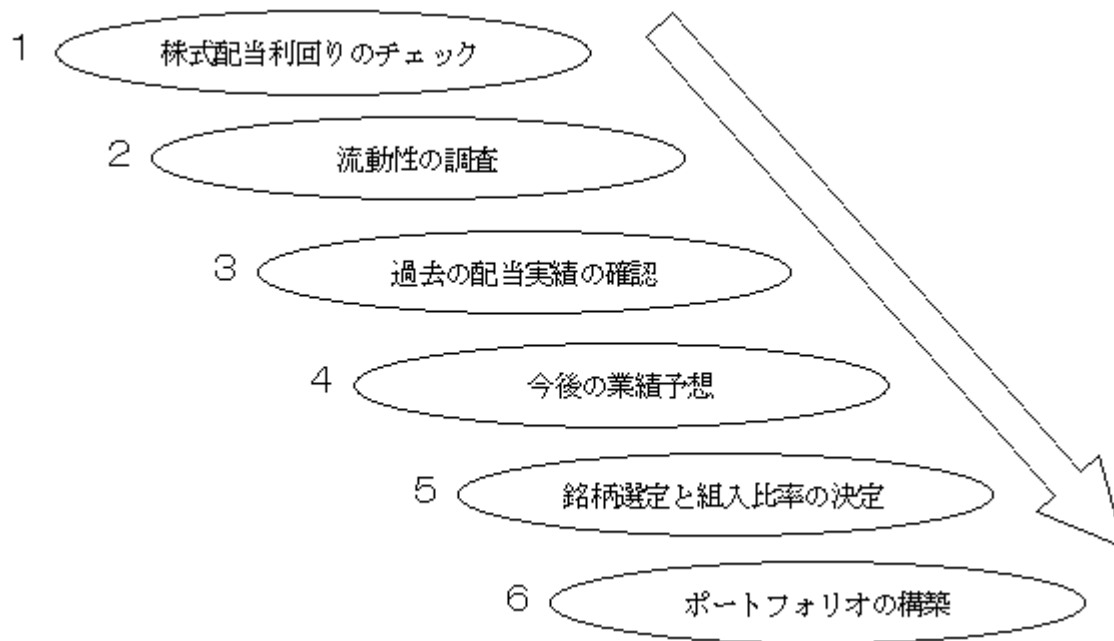 1 株式配当利回りのチェック
2 流動性の調査
3 過去の配当実績の確認
4 今後の業績予想
5 銘柄選定と組入比率の決定
6 ポートフォリオの構築